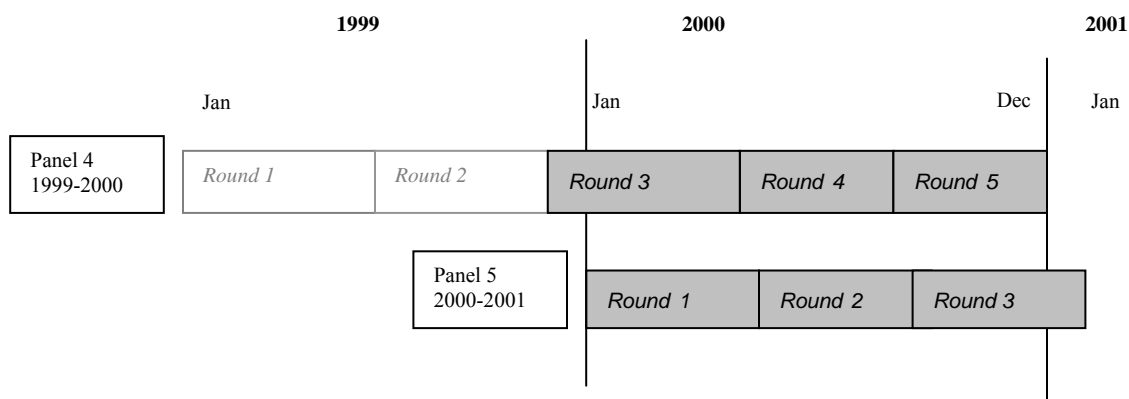 1999 2000 2001
Jan Jan Dec Jan
Panel 4
1999-2000
Round 1 Round 2 Round 3 Round 4 Round 5
Panel 5
2000-2001
Round 1 Round 2 Round 3